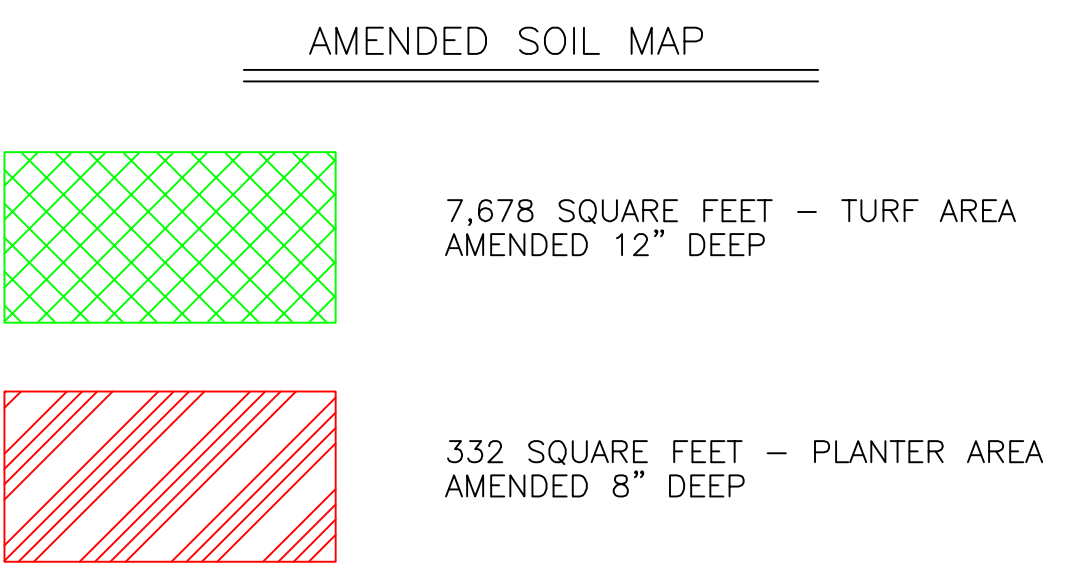 AMENDED SOIL MAP
7,678 SQUARE FEET – TURF AREA
AMENDED 12” DEEP
332 SQUARE FEET – PLANTER AREA
AMENDED 8” DEEP